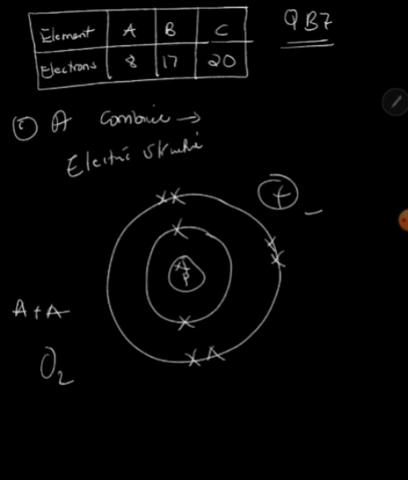 QB7
Element A B C
Electrons 8 17 20
A Combine →
Electric structure
P
+
A + A
O₂